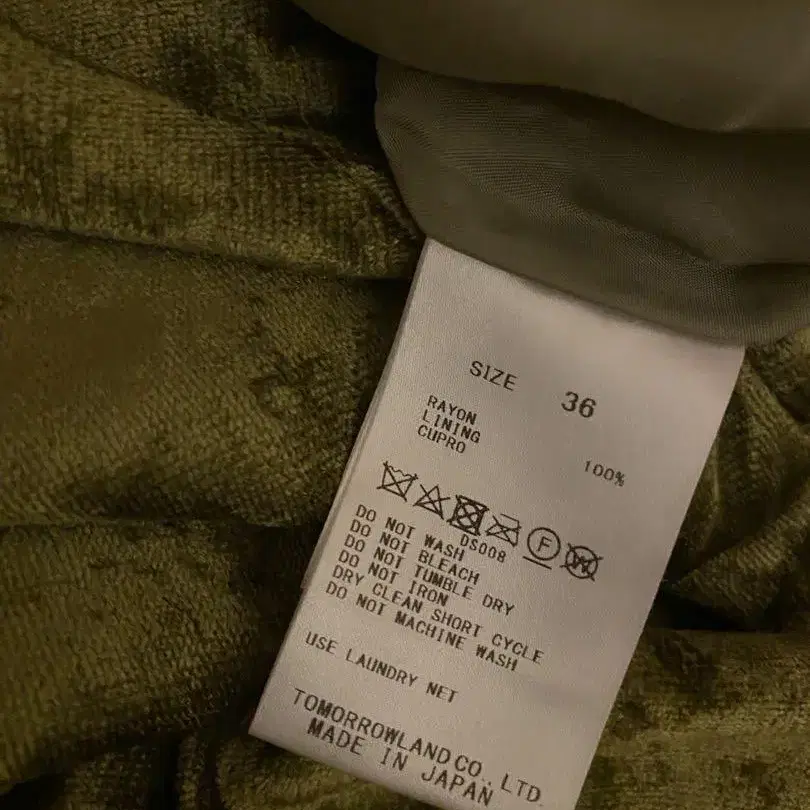 SIZE 36
RAYON
LINING
CUPRO 100%
F W
DS008
DO NOT WASH
DO NOT BLEACH
DO NOT TUMBLE DRY
DO NOT IRON
DRY CLEAN SHORT CYCLE
DO NOT MACHINE WASH
USE LAUNDRY NET
TOMORROWLAND CO., LTD
MADE IN JAPAN